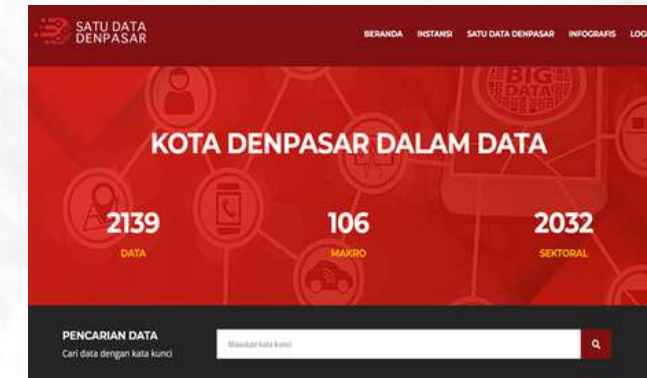 SATU DATA
DENPASAR
BERANDA INSTANSI SATU DATA DENPASAR INFOGRAFIS
BIG
DATA
KOTA DENPASAR DALAM DATA
2139 106 2032
DATA MAKRO SEKTORAL
PENCARIAN DATA
Cari data dengan kata kunci
Masukan kata kunci